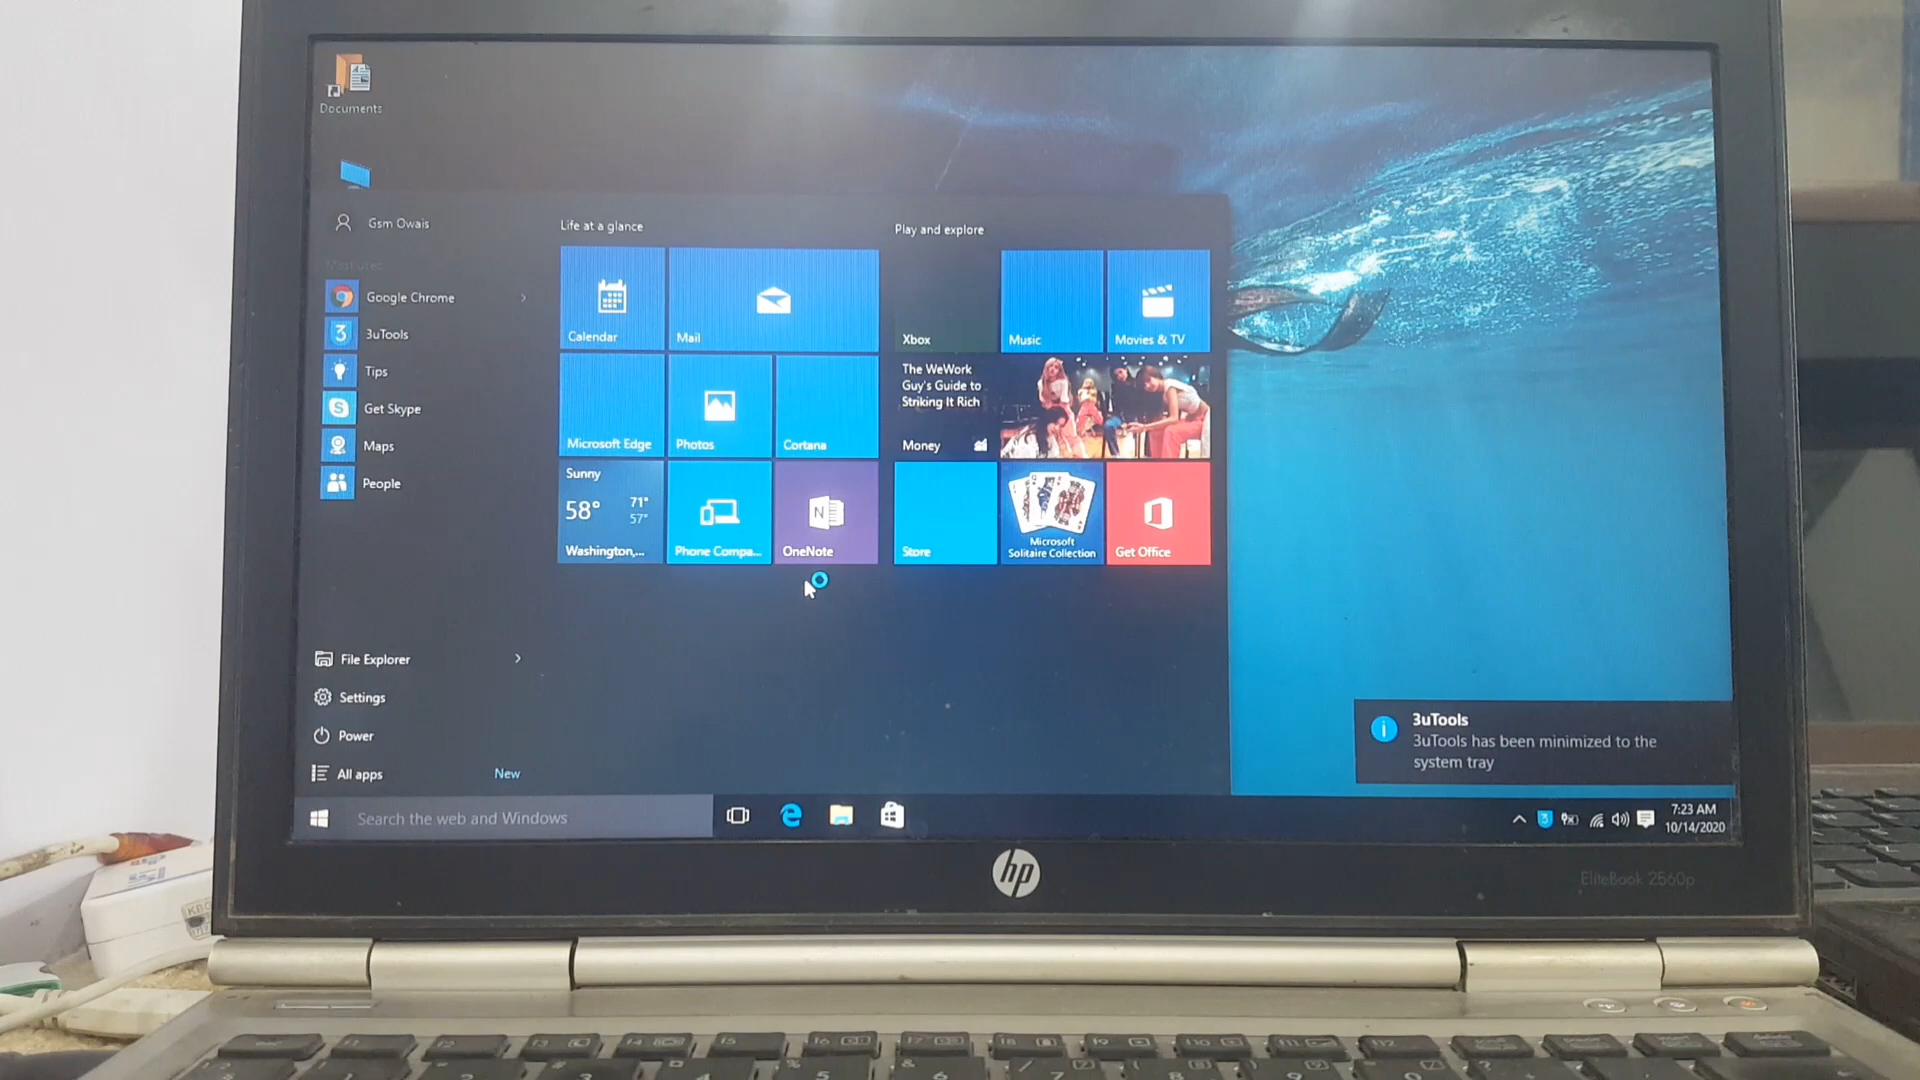 Documents
Gsm Owais
Most used
Google Chrome
3uTools
Tips
Get Skype
Maps
People
File Explorer
Settings
Power
All apps
New
Life at a glance
Calendar
Mail
Microsoft Edge
Photos
Cortana
Sunny
58°
71°
57°
Washington,...
Phone Compa...
OneNote
Play and explore
Xbox
Music
Movies & TV
The WeWork
Guy's Guide to
Striking It Rich
Money
Store
Microsoft
Solitaire Collection
Get Office
3uTools
3uTools has been minimized to the
system tray
Search the web and Windows
7:23 AM
10/14/2020
hp
EliteBook 2560p